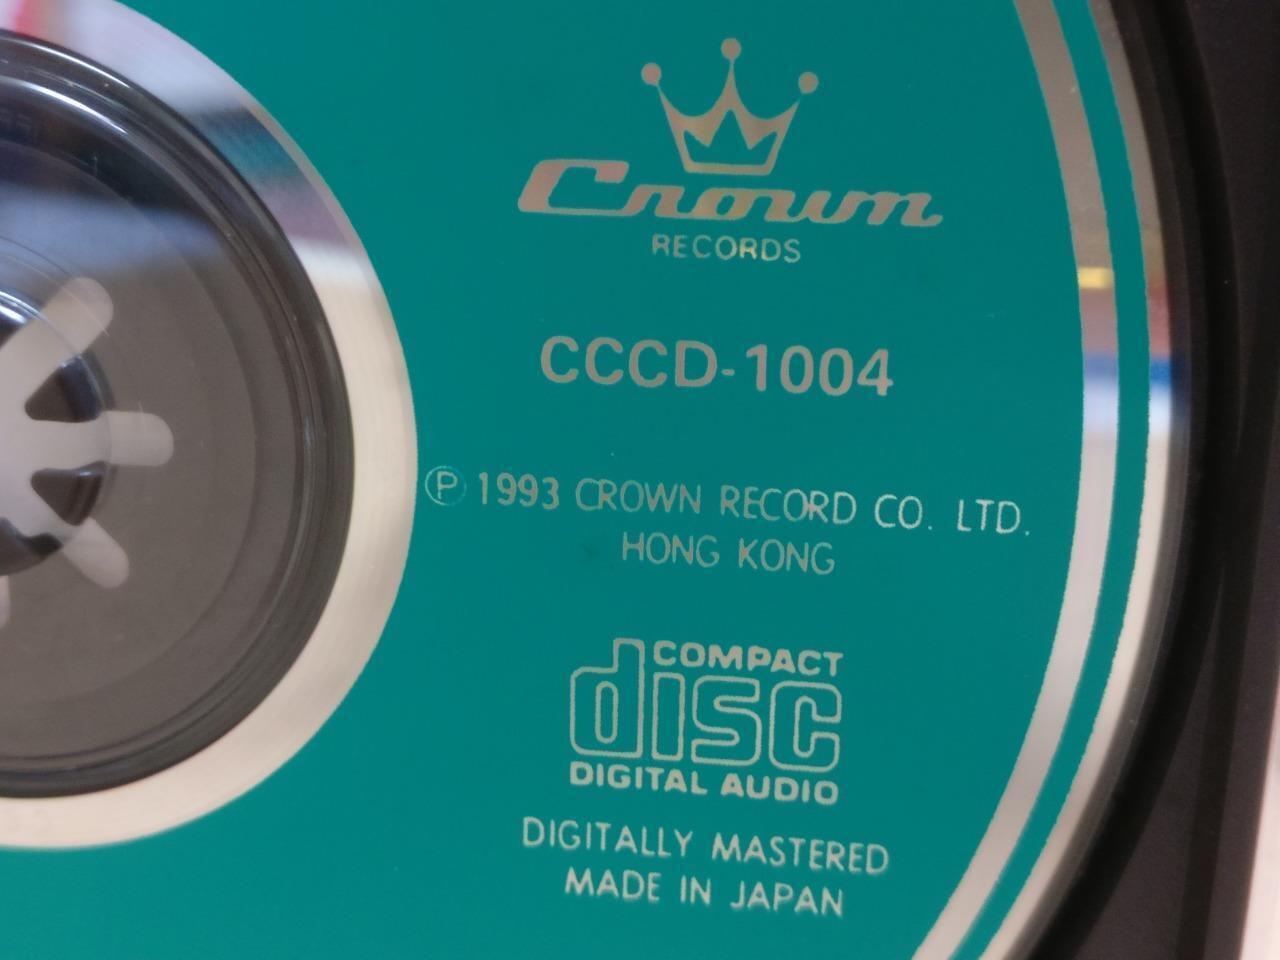 Crown
RECORDS
CCCD-1004
Ⓟ 1993 CROWN RECORD CO. LTD.
HONG KONG
COMPACT
disc
DIGITAL AUDIO
DIGITALLY MASTERED
MADE IN JAPAN